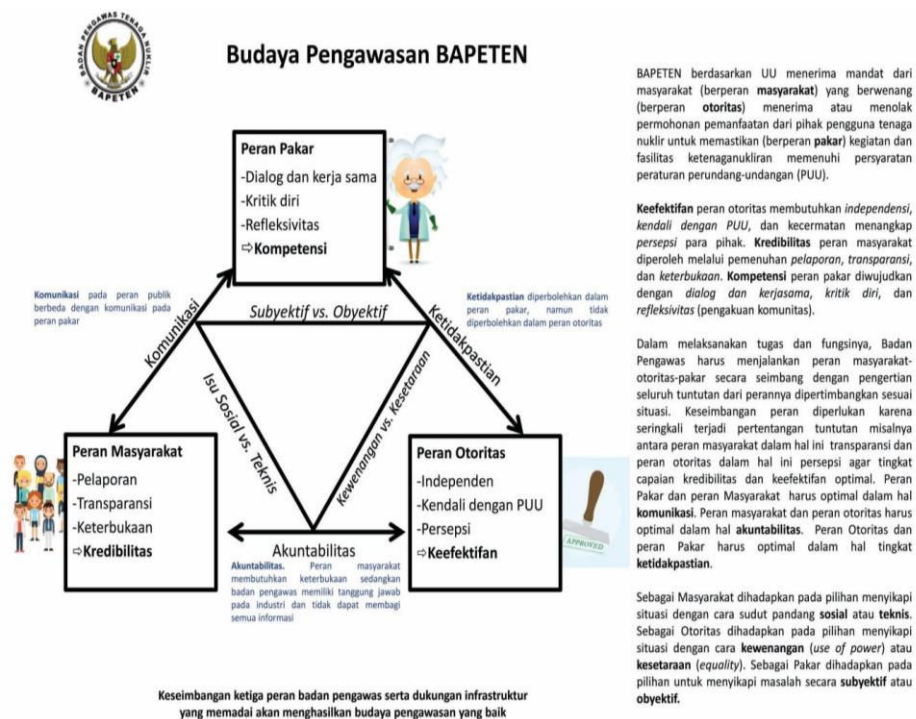 BADAN PENGAWAS TENAGA NUKLIR
BAPETEN
Budaya Pengawasan BAPETEN
Peran Pakar
-Dialog dan kerja sama
-Kritik diri
-Refleksivitas
⇨Kompetensi
Komunikasi pada peran publik
berbeda dengan komunikasi pada
peran pakar
Komunikasi
Subyektif vs. Obyektif
Ketidakpastian
Ketidakpastian diperbolehkan dalam
peran pakar, namun tidak
diperbolehkan dalam peran otoritas
Isu Sosial vs. Teknis
Kewenangan vs. Kesetaraan
Peran Masyarakat
-Pelaporan
-Transparansi
-Keterbukaan
⇨Kredibilitas
Peran Otoritas
-Independen
-Kendali dengan PUU
-Persepsi
⇨Keefektifan
APPROVED
Akuntabilitas
Akuntabilitas. Peran masyarakat
membutuhkan keterbukaan sedangkan
badan pengawas memiliki tanggung jawab
pada industri dan tidak dapat membagi
semua informasi
Keseimbangan ketiga peran badan pengawas serta dukungan infrastruktur
yang memadai akan menghasilkan budaya pengawasan yang baik
BAPETEN berdasarkan UU menerima mandat dari
masyarakat (berperan masyarakat) yang berwenang
(berperan otoritas) menerima atau menolak
permohonan pemanfaatan dari pihak pengguna tenaga
nuklir untuk memastikan (berperan pakar) kegiatan dan
fasilitas ketenaganukliran memenuhi persyaratan
peraturan perundang-undangan (PUU).
Keefektifan peran otoritas membutuhkan independensi,
kendali dengan PUU, dan kecermatan menangkap
persepsi para pihak. Kredibilitas peran masyarakat
diperoleh melalui pemenuhan pelaporan, transparansi,
dan keterbukaan. Kompetensi peran pakar diwujudkan
dengan dialog dan kerjasama, kritik diri, dan
refleksivitas (pengakuan komunitas).
Dalam melaksanakan tugas dan fungsinya, Badan
Pengawas harus menjalankan peran masyarakat-
otoritas-pakar secara seimbang dengan pengertian
seluruh tuntutan dari perannya dipertimbangkan sesuai
situasi. Keseimbangan peran diperlukan karena
seringkali terjadi pertentangan tuntutan misalnya
antara peran masyarakat dalam hal ini transparansi dan
peran otoritas dalam hal ini persepsi agar tingkat
capaian kredibilitas dan keefektifan optimal. Peran
Pakar dan peran Masyarakat harus optimal dalam hal
komunikasi. Peran masyarakat dan peran otoritas harus
optimal dalam hal akuntabilitas. Peran Otoritas dan
peran Pakar harus optimal dalam hal tingkat
ketidakpastian.
Sebagai Masyarakat dihadapkan pada pilihan menyikapi
situasi dengan cara sudut pandang sosial atau teknis.
Sebagai Otoritas dihadapkan pada pilihan menyikapi
situasi dengan cara kewenangan (use of power) atau
kesetaraan (equality). Sebagai Pakar dihadapkan pada
pilihan untuk menyikapi masalah secara subyektif atau
obyektif.